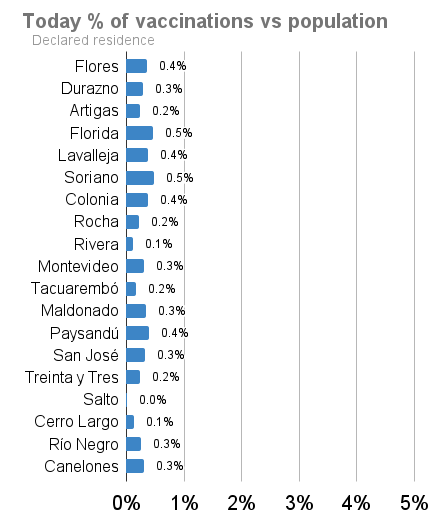 Today % of vaccinations vs population
Declared residence
Flores 0.4%
Durazno 0.3%
Artigas 0.2%
Florida 0.5%
Lavalleja 0.4%
Soriano 0.5%
Colonia 0.4%
Rocha 0.2%
Rivera 0.1%
Montevideo 0.3%
Tacuarembó 0.2%
Maldonado 0.3%
Paysandú 0.4%
San José 0.3%
Treinta y Tres 0.2%
Salto 0.0%
Cerro Largo 0.1%
Río Negro 0.3%
Canelones 0.3%
0% 1% 2% 3% 4% 5%